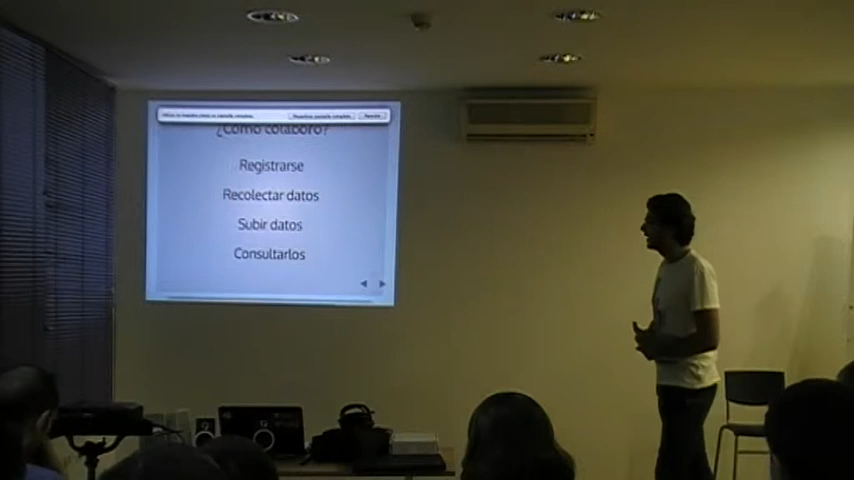 ¿Cómo colaboro?
Registrarse
Recolectar datos
Subir datos
Consultarlos